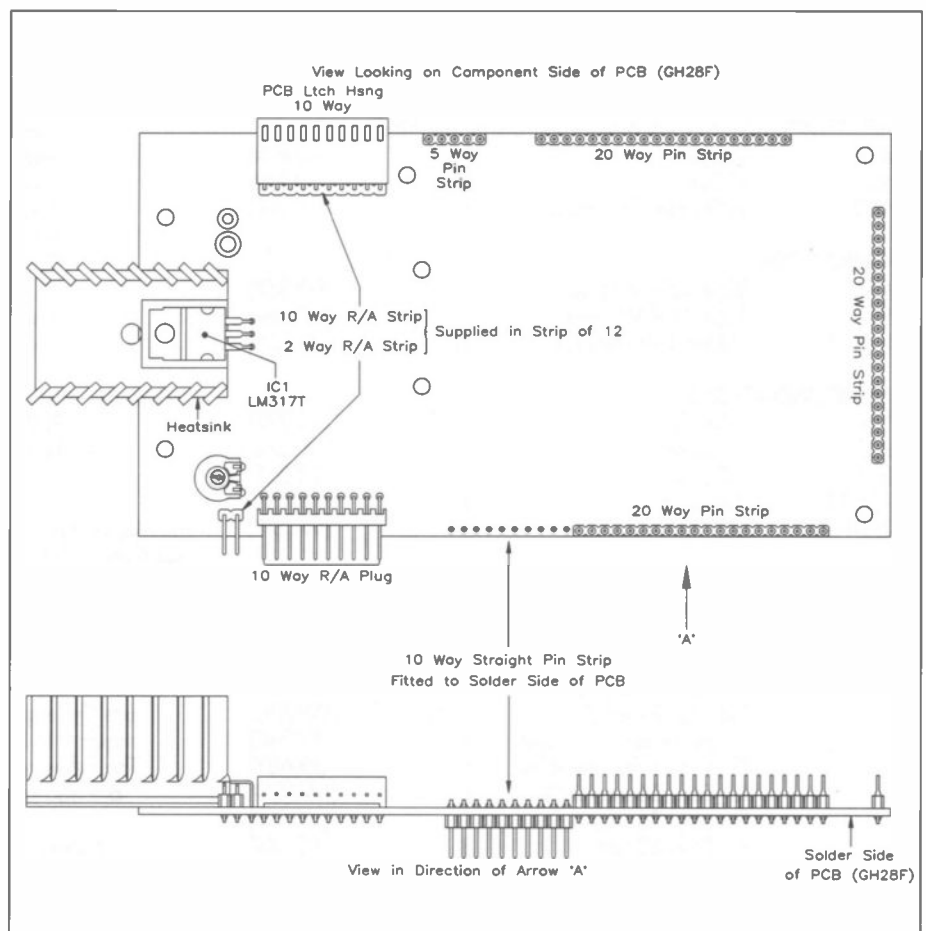 View Looking on Component Side of PCB (GH28F)
PCB Ltch Hsng
10 Way
5 Way
Pin
Strip
20 Way Pin Strip
20 Way Pin Strip
10 Way R/A Strip
2 Way R/A Strip
Supplied in Strip of 12
IC1
LM317T
Heatsink
20 Way Pin Strip
10 Way R/A Plug
'A'
10 Way Straight Pin Strip
Fitted to Solder Side of PCB
View in Direction of Arrow 'A'
Solder Side
of PCB (GH28F)